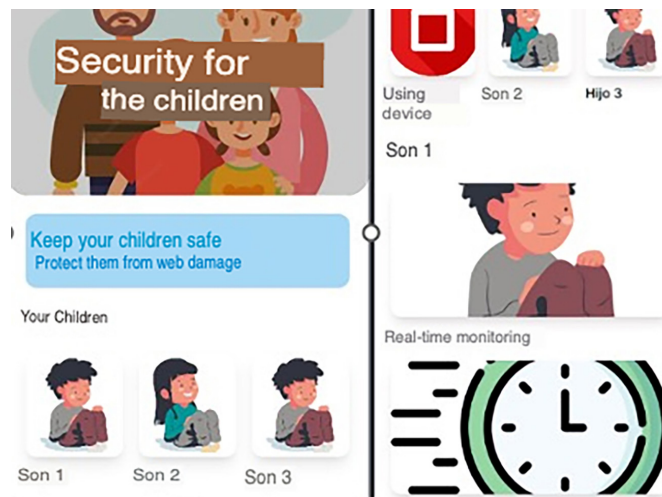 Security for
the children
Keep your children safe
Protect them from web damage
Your Children
Son 1
Son 2
Son 3
Using
device
Son 2
Hijo 3
Son 1
Real-time monitoring